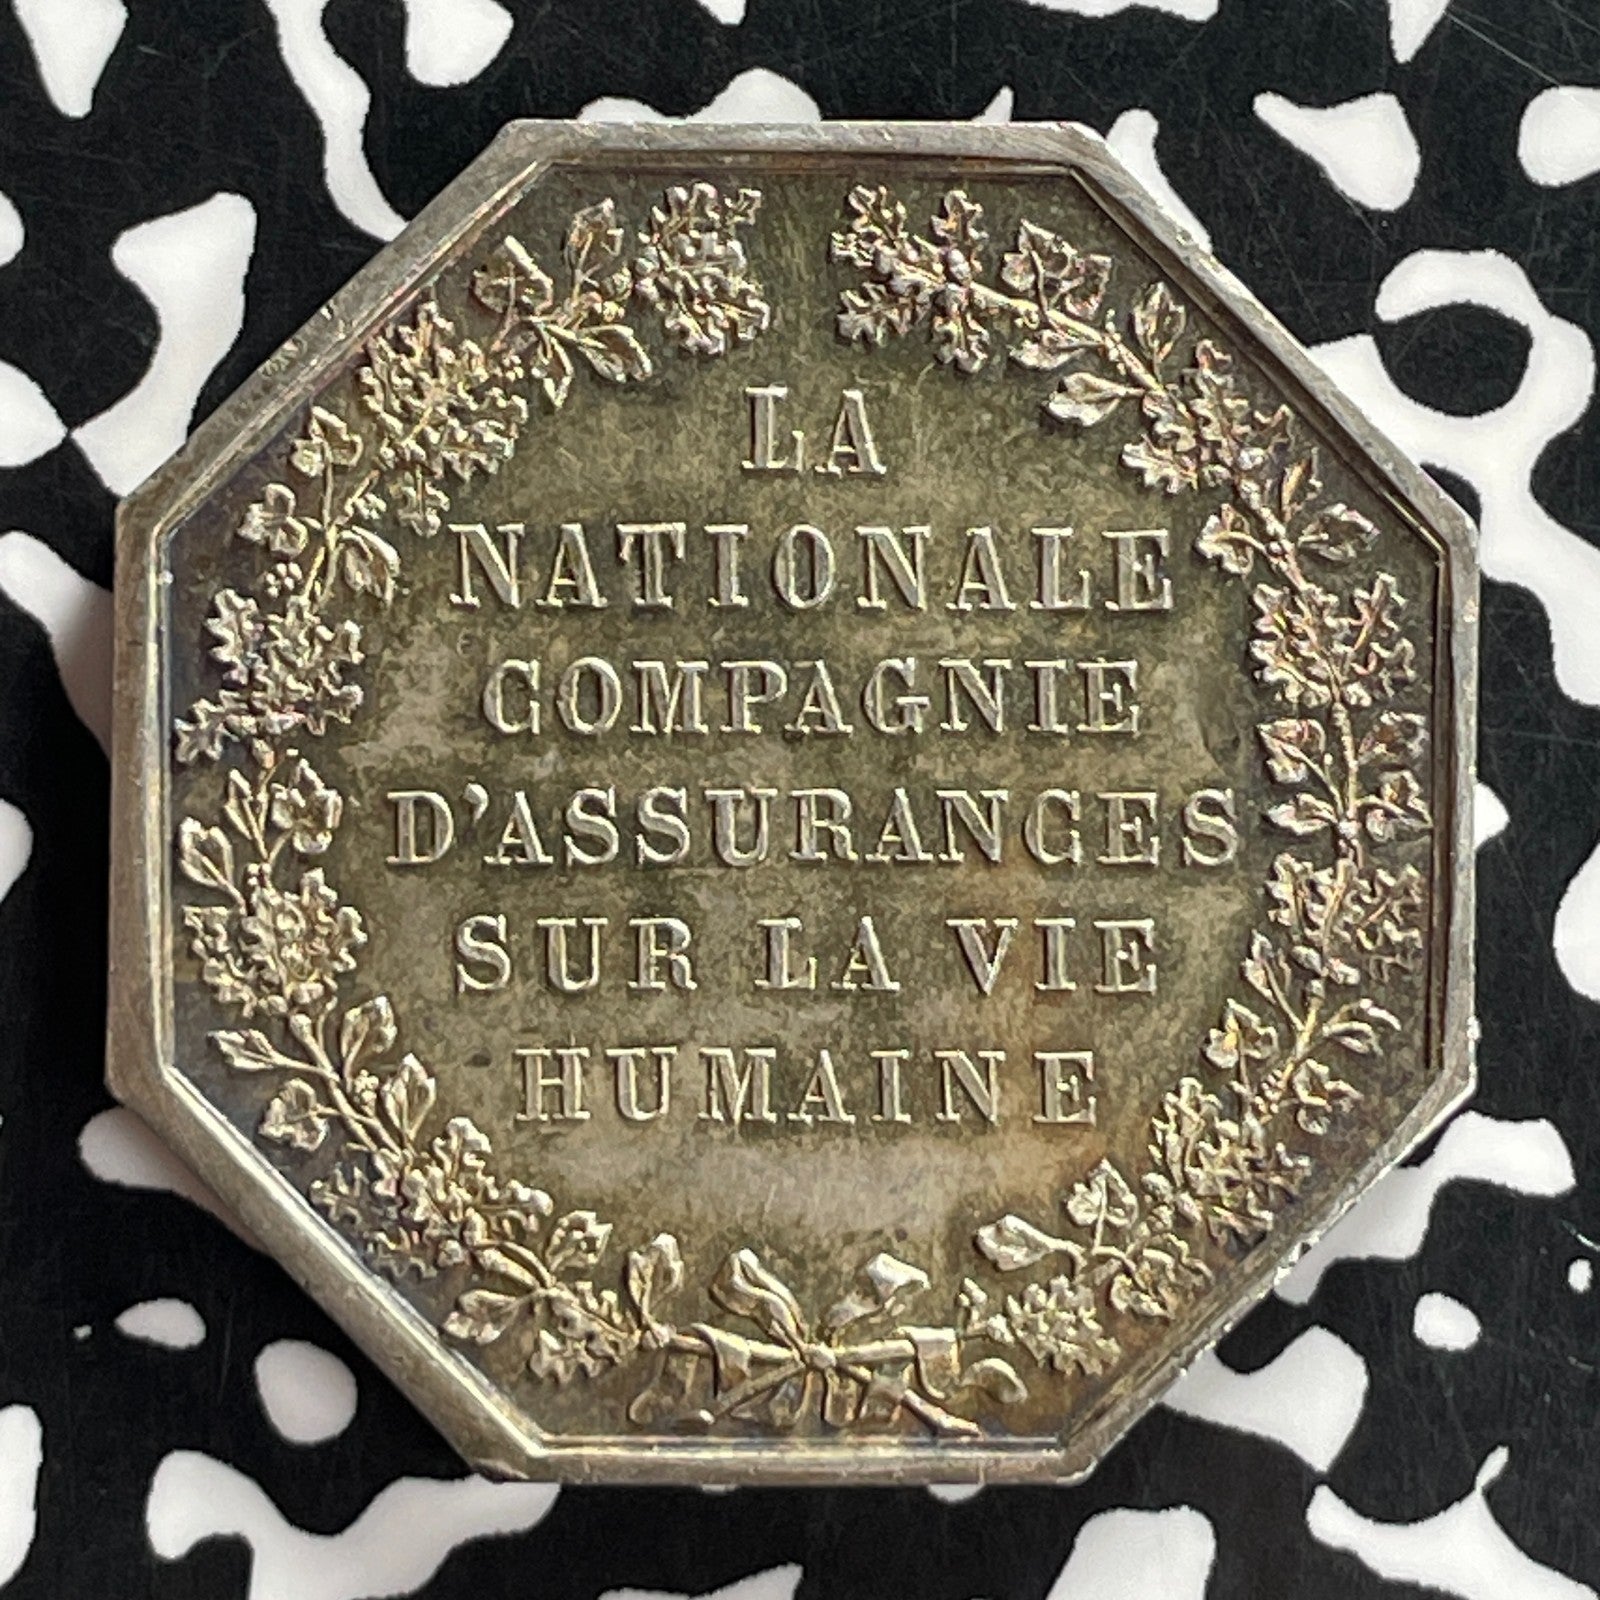 LA
NATIONALE
COMPAGNIE
D'ASSURANCES
SUR LA VIE
HUMAINE